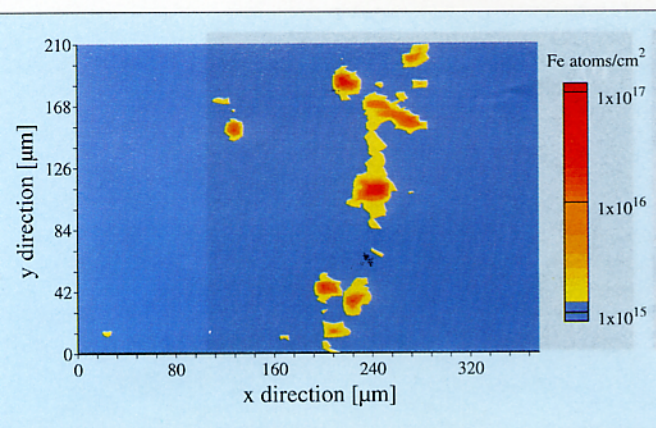 210
168
126
84
42
0
y direction [µm]
0 80 160 240 320
x direction [µm]
Fe atoms/cm²
1x10¹⁷
1x10¹⁶
1x10¹⁵